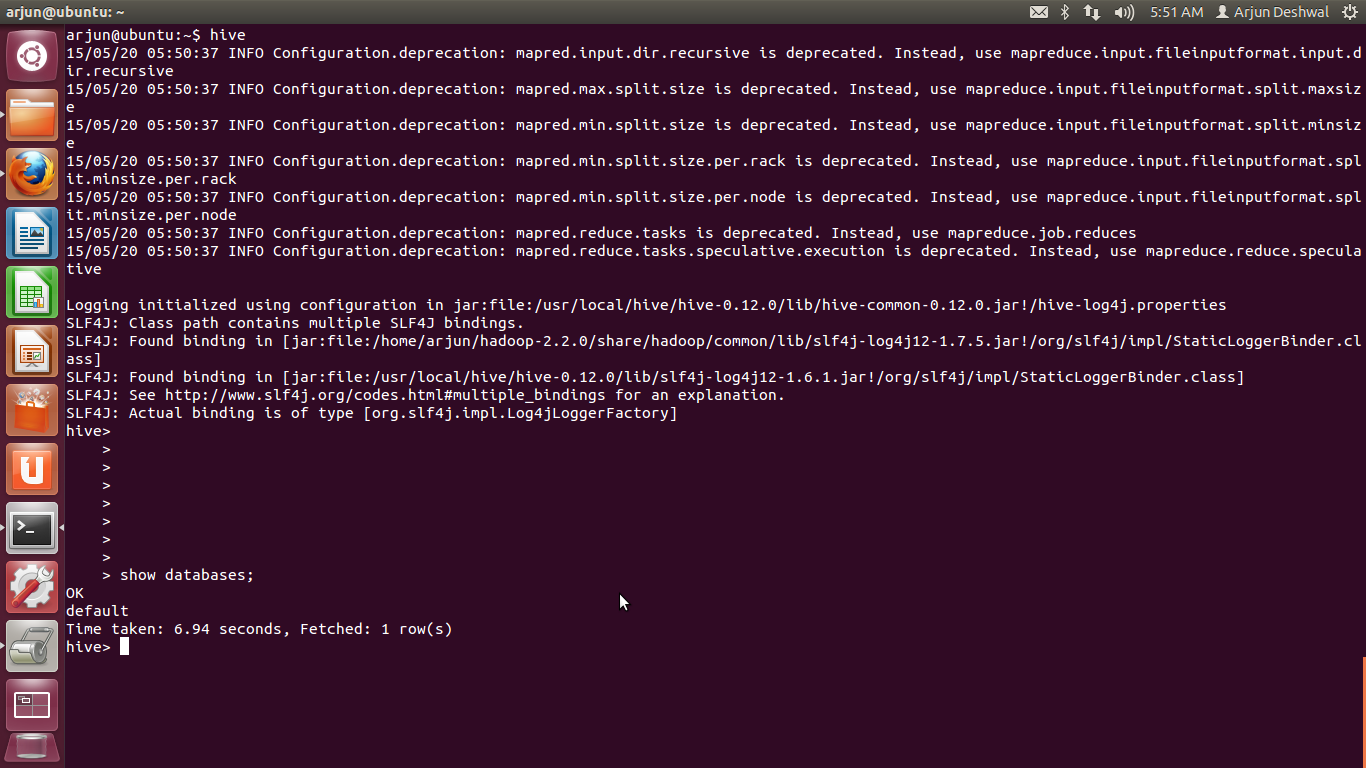 arjun@ubuntu: ~
5:51 AM
Arjun Deshwal
arjun@ubuntu:~$ hive
15/05/20 05:50:37 INFO Configuration.deprecation: mapred.input.dir.recursive is deprecated. Instead, use mapreduce.input.fileinputformat.input.d
ir.recursive
15/05/20 05:50:37 INFO Configuration.deprecation: mapred.max.split.size is deprecated. Instead, use mapreduce.input.fileinputformat.split.maxsiz
e
15/05/20 05:50:37 INFO Configuration.deprecation: mapred.min.split.size is deprecated. Instead, use mapreduce.input.fileinputformat.split.minsiz
e
15/05/20 05:50:37 INFO Configuration.deprecation: mapred.min.split.size.per.rack is deprecated. Instead, use mapreduce.input.fileinputformat.spl
it.minsize.per.rack
15/05/20 05:50:37 INFO Configuration.deprecation: mapred.min.split.size.per.node is deprecated. Instead, use mapreduce.input.fileinputformat.spl
it.minsize.per.node
15/05/20 05:50:37 INFO Configuration.deprecation: mapred.reduce.tasks is deprecated. Instead, use mapreduce.job.reduces
15/05/20 05:50:37 INFO Configuration.deprecation: mapred.reduce.tasks.speculative.execution is deprecated. Instead, use mapreduce.reduce.specula
tive

Logging initialized using configuration in jar:file:/usr/local/hive/hive-0.12.0/lib/hive-common-0.12.0.jar!/hive-log4j.properties
SLF4J: Class path contains multiple SLF4J bindings.
SLF4J: Found binding in [jar:file:/home/arjun/hadoop-2.2.0/share/hadoop/common/lib/slf4j-log4j12-1.7.5.jar!/org/slf4j/impl/StaticLoggerBinder.cl
ass]
SLF4J: Found binding in [jar:file:/usr/local/hive/hive-0.12.0/lib/slf4j-log4j12-1.6.1.jar!/org/slf4j/impl/StaticLoggerBinder.class]
SLF4J: See http://www.slf4j.org/codes.html#multiple_bindings for an explanation.
SLF4J: Actual binding is of type [org.slf4j.impl.Log4jLoggerFactory]
hive>
    >
    >
    >
    >
    >
    >
    >
    > show databases;
OK
default
Time taken: 6.94 seconds, Fetched: 1 row(s)
hive>